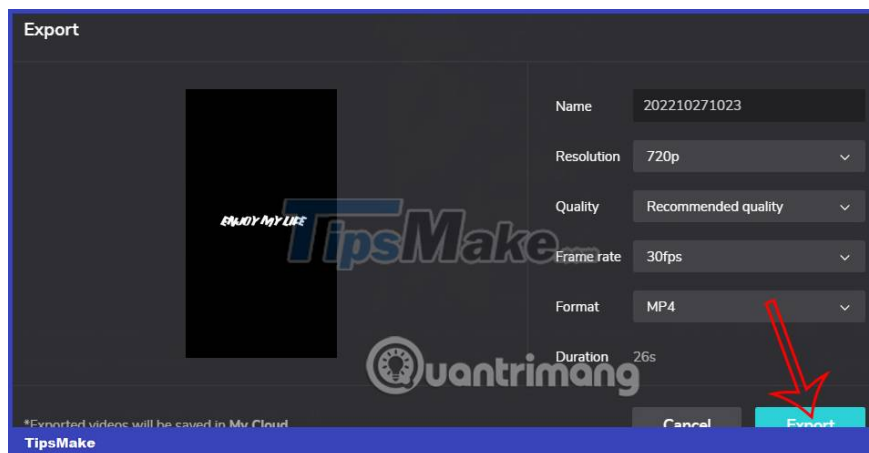 Export
Name 202210271023
Resolution 720p
ENJOY MY LIFE
Quality Recommended quality
TipsMake.com
Frame rate 30fps
Format MP4
Duration 26s
Quantrimang
*Exported videos will be saved in My Cloud
Cancel Export
TipsMake